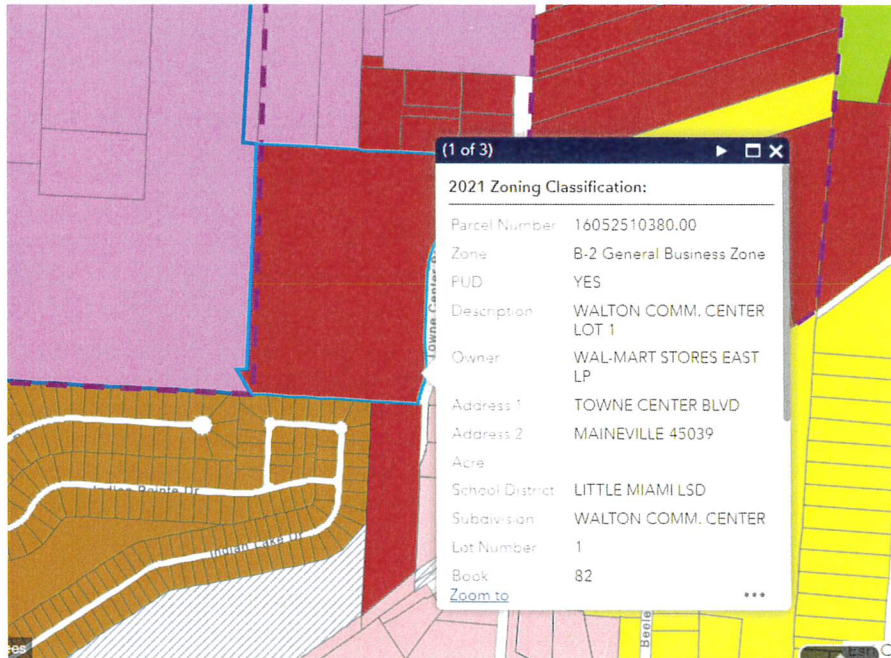 (1 of 3)
2021 Zoning Classification:
Parcel Number 16052510380.00
Zone B-2 General Business Zone
PUD YES
Description WALTON COMM. CENTER
LOT 1
Owner WAL-MART STORES EAST
LP
Address 1 TOWNE CENTER BLVD
Address 2 MAINEVILLE 45039
Acre
School District LITTLE MIAMI LSD
Subdivision WALTON COMM. CENTER
Lot Number 1
Book 82
Zoom to
Towne Center
Indian Pointe Dr
Indian Lake Dr